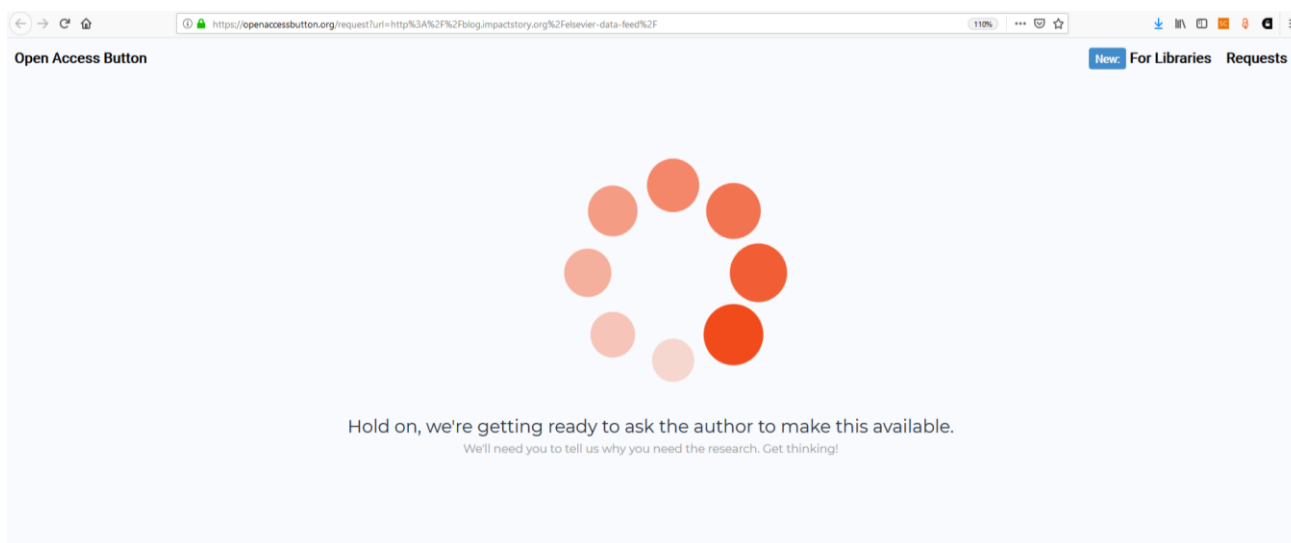 https://openaccessbutton.org/request?url=http%3A%2F%2Fblog.impactstory.org%2Felsevier-data-feed%2F
110%
Open Access Button
New: For Libraries Requests
Hold on, we're getting ready to ask the author to make this available.
We'll need you to tell us why you need the research. Get thinking!